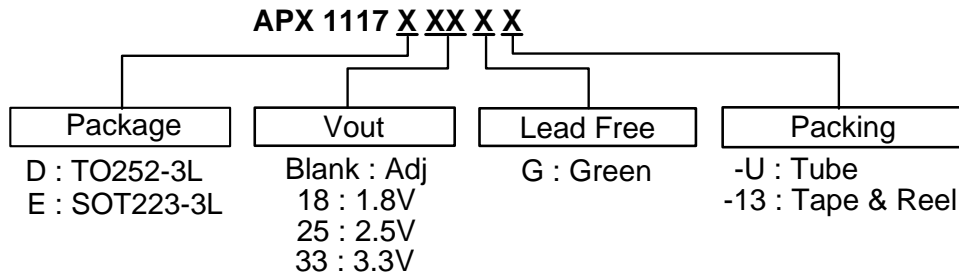 APX 1117 X XX X X
Package
D : TO252-3L
E : SOT223-3L
Vout
Blank : Adj
18 : 1.8V
25 : 2.5V
33 : 3.3V
Lead Free
G : Green
Packing
-U : Tube
-13 : Tape & Reel